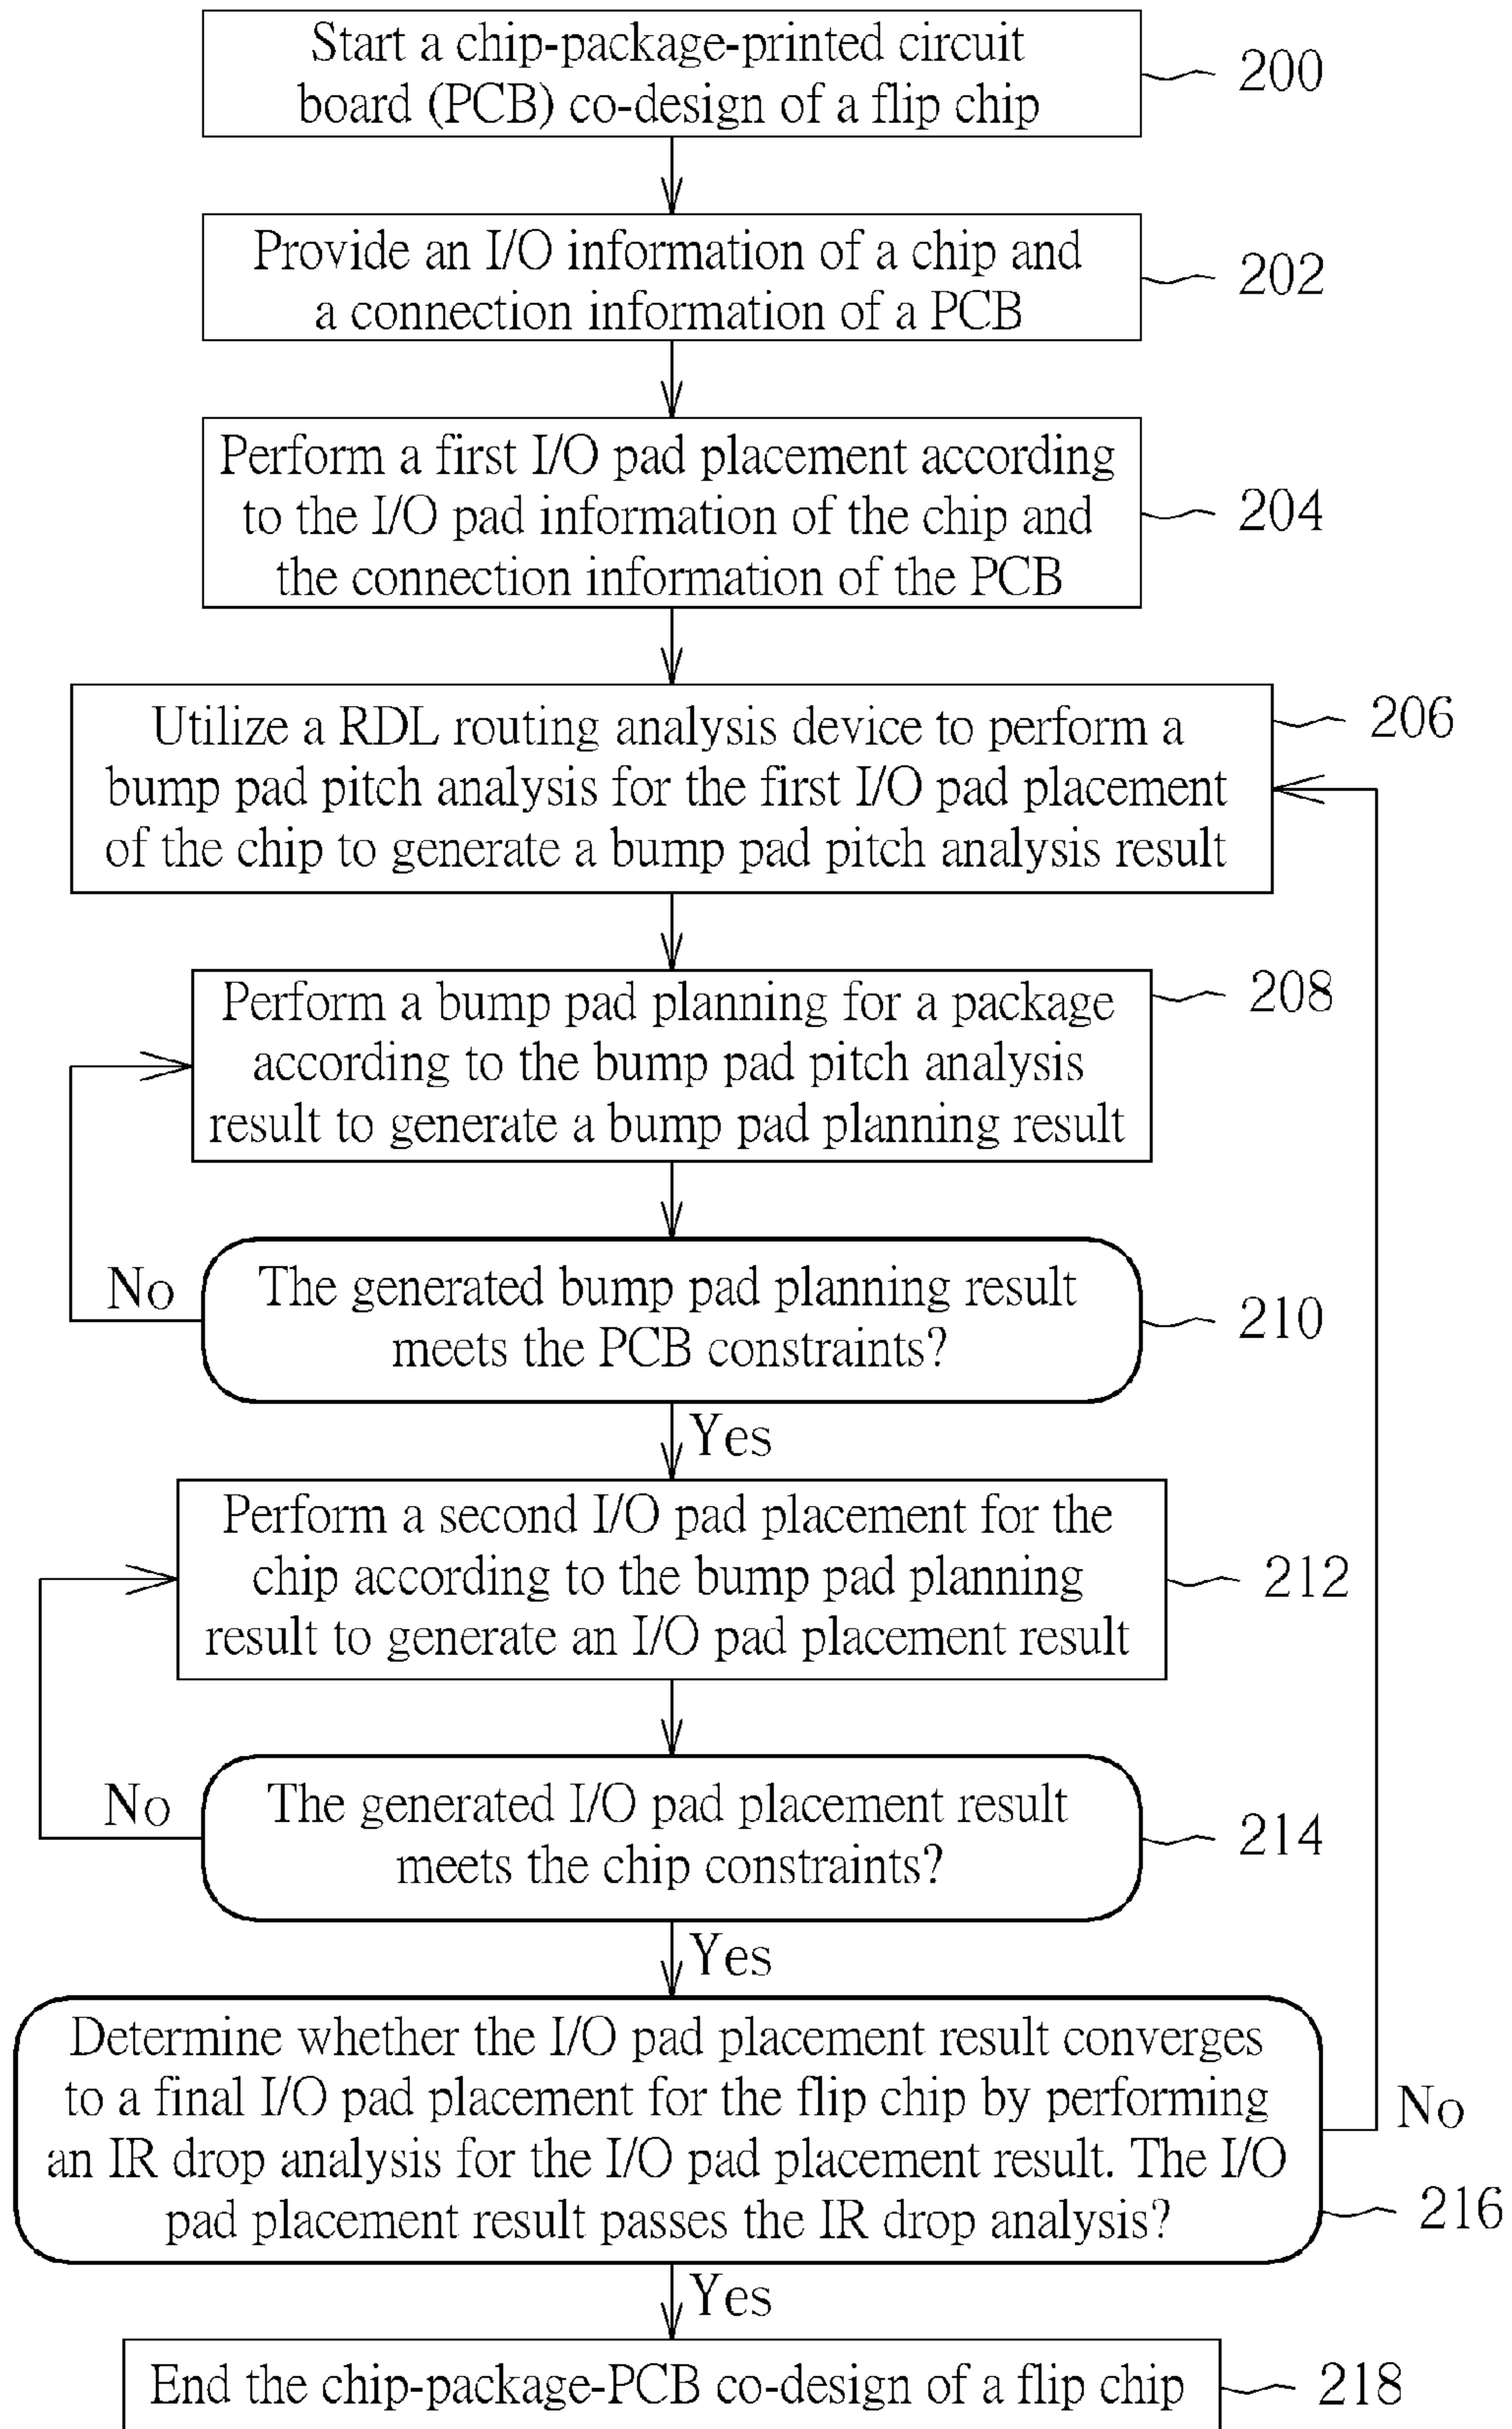 Start a chip-package-printed circuit
board (PCB) co-design of a flip chip
200
Provide an I/O information of a chip and
a connection information of a PCB
202
Perform a first I/O pad placement according
to the I/O pad information of the chip and
the connection information of the PCB
204
Utilize a RDL routing analysis device to perform a
bump pad pitch analysis for the first I/O pad placement
of the chip to generate a bump pad pitch analysis result
206
Perform a bump pad planning for a package
according to the bump pad pitch analysis
result to generate a bump pad planning result
208
The generated bump pad planning result
meets the PCB constraints?
210
No
Yes
Perform a second I/O pad placement for the
chip according to the bump pad planning
result to generate an I/O pad placement result
212
The generated I/O pad placement result
meets the chip constraints?
214
No
Yes
Determine whether the I/O pad placement result converges
to a final I/O pad placement for the flip chip by performing
an IR drop analysis for the I/O pad placement result. The I/O
pad placement result passes the IR drop analysis?
No
216
Yes
End the chip-package-PCB co-design of a flip chip
218